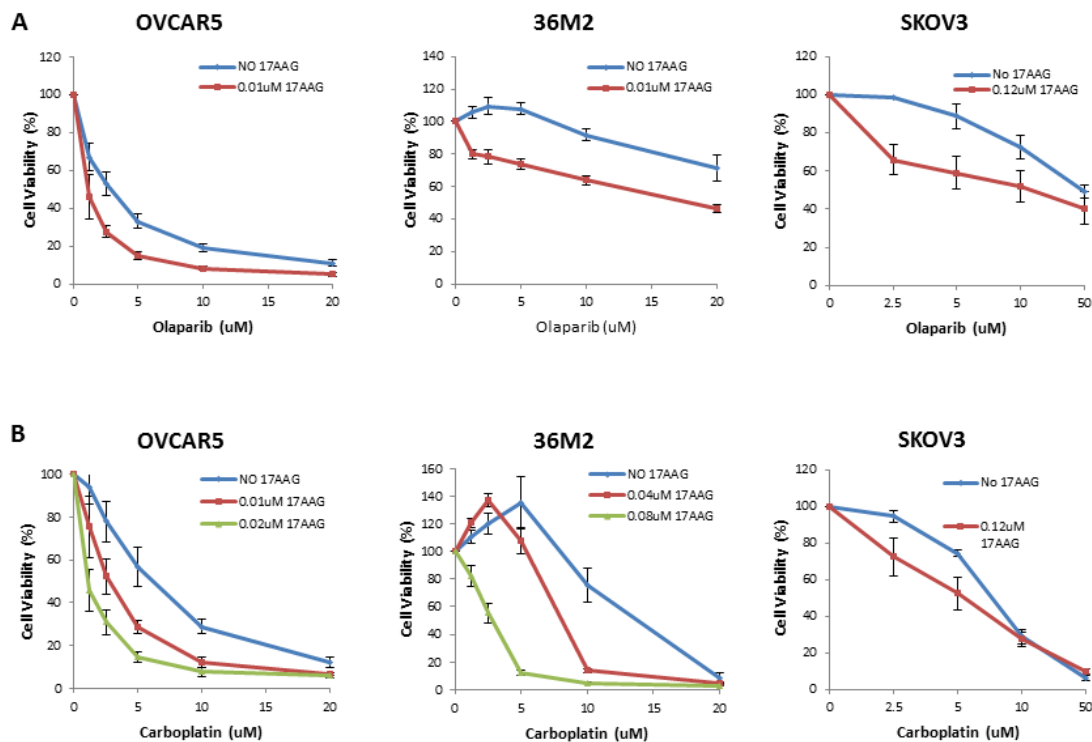 A
OVCAR5
120
100
80
60
40
20
0
Cell Viability (%)
NO 17AAG
0.01uM 17AAG
0
5
10
15
20
Olaparib (uM)
36M2
140
120
100
80
60
40
20
0
Cell Viability (%)
NO 17AAG
0.01uM 17AAG
0
5
10
15
20
Olaparib (uM)
SKOV3
120
100
80
60
40
20
0
Cell Viability (%)
No 17AAG
0.12uM 17AAG
0
2.5
5
10
50
Olaparib (uM)
B
OVCAR5
100
80
60
40
20
0
Cell Viability (%)
NO 17AAG
0.01uM 17AAG
0.02uM 17AAG
0
5
10
15
20
Carboplatin (uM)
36M2
160
140
120
100
80
60
40
20
0
Cell Viability (%)
NO 17AAG
0.04uM 17AAG
0.08uM 17AAG
0
5
10
15
20
Carboplatin (uM)
SKOV3
120
100
80
60
40
20
0
Cell Viability (%)
No 17AAG
0.12uM
17AAG
0
2.5
5
10
50
Carboplatin (uM)